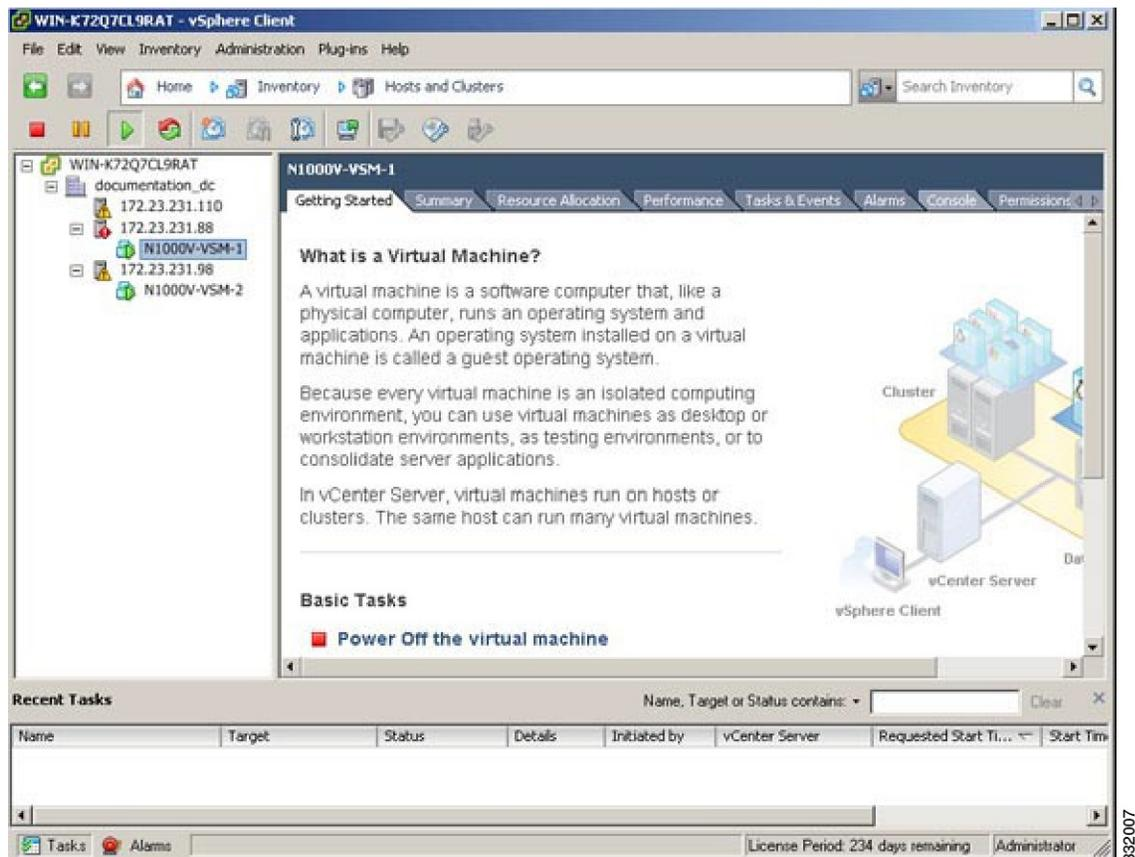 WIN-K72Q7CL9RAT - vSphere Client
File Edit View Inventory Administration Plug-ins Help
Home Inventory Hosts and Clusters Search Inventory
WIN-K72Q7CL9RAT
documentation_dc
172.23.231.110
172.23.231.88
N1000V-VSM-1
172.23.231.98
N1000V-VSM-2
N1000V-VSM-1
Getting Started Summary Resource Allocation Performance Tasks & Events Alarms Console Permissions
What is a Virtual Machine?
A virtual machine is a software computer that, like a
physical computer, runs an operating system and
applications. An operating system installed on a virtual
machine is called a guest operating system.
Because every virtual machine is an isolated computing
environment, you can use virtual machines as desktop or
workstation environments, as testing environments, or to
consolidate server applications.
In vCenter Server, virtual machines run on hosts or
clusters. The same host can run many virtual machines.
Cluster
Da
vCenter Server
vSphere Client
Basic Tasks
Power Off the virtual machine
Recent Tasks Name, Target or Status contains: Clear
Name Target Status Details Initiated by vCenter Server Requested Start Ti... Start Tim
Tasks Alarms License Period: 234 days remaining Administrator
332007